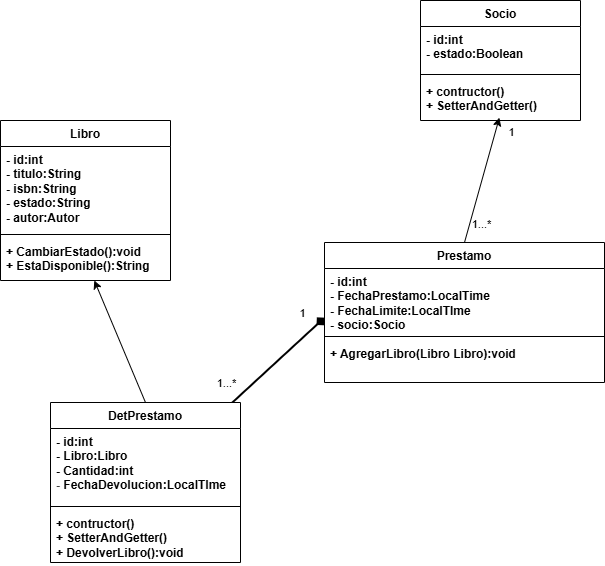 Socio
- id:int
- estado:Boolean
+ contructor()
+ SetterAndGetter()
1
Libro
- id:int
- titulo:String
- isbn:String
- estado:String
- autor:Autor
+ CambiarEstado():void
+ EstaDisponible():String
1...*
Prestamo
- id:int
- FechaPrestamo:LocalTime
- FechaLimite:LocalTIme
- socio:Socio
+ AgregarLibro(Libro Libro):void
1
1...*
DetPrestamo
- id:int
- Libro:Libro
- Cantidad:int
- FechaDevolucion:LocalTIme
+ contructor()
+ SetterAndGetter()
+ DevolverLibro():void